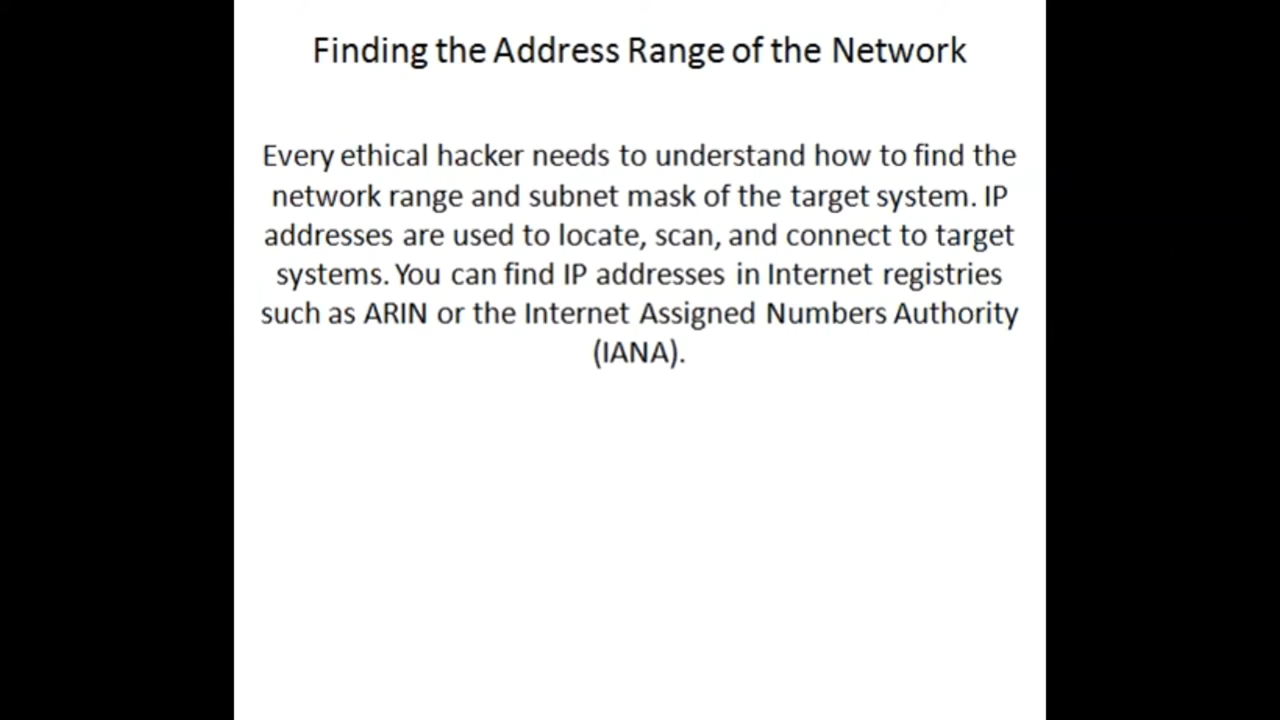 Finding the Address Range of the Network
Every ethical hacker needs to understand how to find the
network range and subnet mask of the target system. IP
addresses are used to locate, scan, and connect to target
systems. You can find IP addresses in Internet registries
such as ARIN or the Internet Assigned Numbers Authority
(IANA).